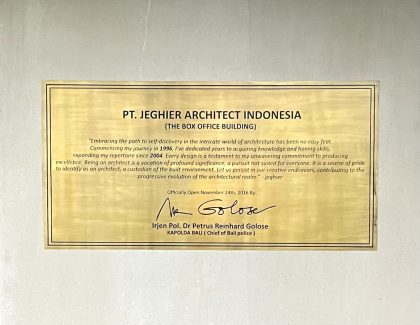 PT. JEGHIER ARCHITECT INDONESIA
(THE BOX OFFICE BUILDING)
"Embracing the path to self-discovery in the intricate world of architecture has been no easy feat.
Commencing my journey in 1996, I've dedicated years to acquiring knowledge and honing skills,
expanding my repertoire since 2004. Every design is a testament to my unwavering commitment to producing
excellence. Being an architect is a vocation of profound significance, a pursuit not suited for everyone. It is a source of pride
to identify as an architect, a custodian of the built environment. Let us persist in our creative endeavors, contributing to the
progressive evolution of the architectural realm." - jeghier
Officially Open November 24th, 2016 By
Golose
Irjen Pol. Dr Petrus Reinhard Golose
KAPOLDA BALI ( Chief of Bali police )